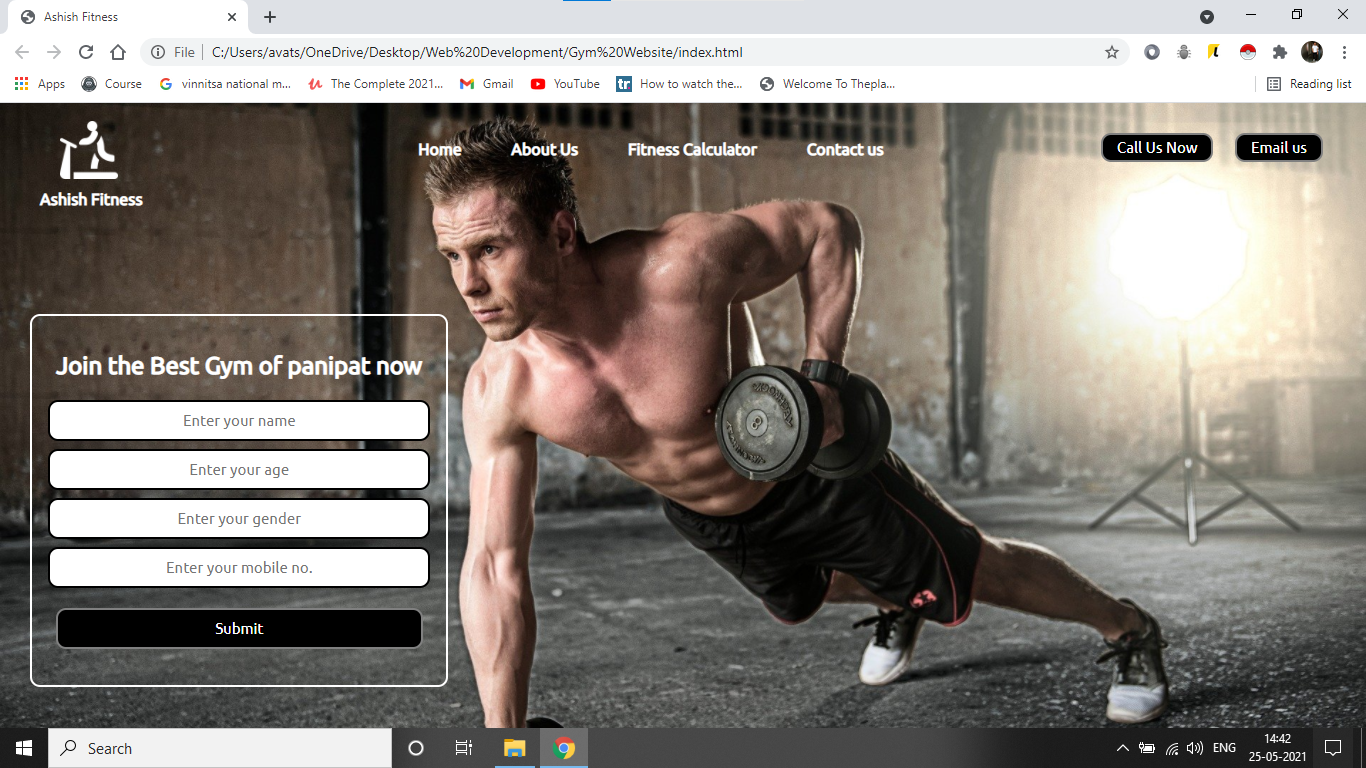 Ashish Fitness
File
C:/Users/avats/OneDrive/Desktop/Web%20Development/Gym%20Website/index.html
Apps
Course
vinnitsa national m...
The Complete 2021...
Gmail
YouTube
tr
How to watch the...
Welcome To Thepla...
Reading list
Ashish Fitness
Home
About Us
Fitness Calculator
Contact us
Call Us Now
Email us
Join the Best Gym of panipat now
Enter your name
Enter your age
Enter your gender
Enter your mobile no.
Submit
8
Search
ENG
14:42
25-05-2021